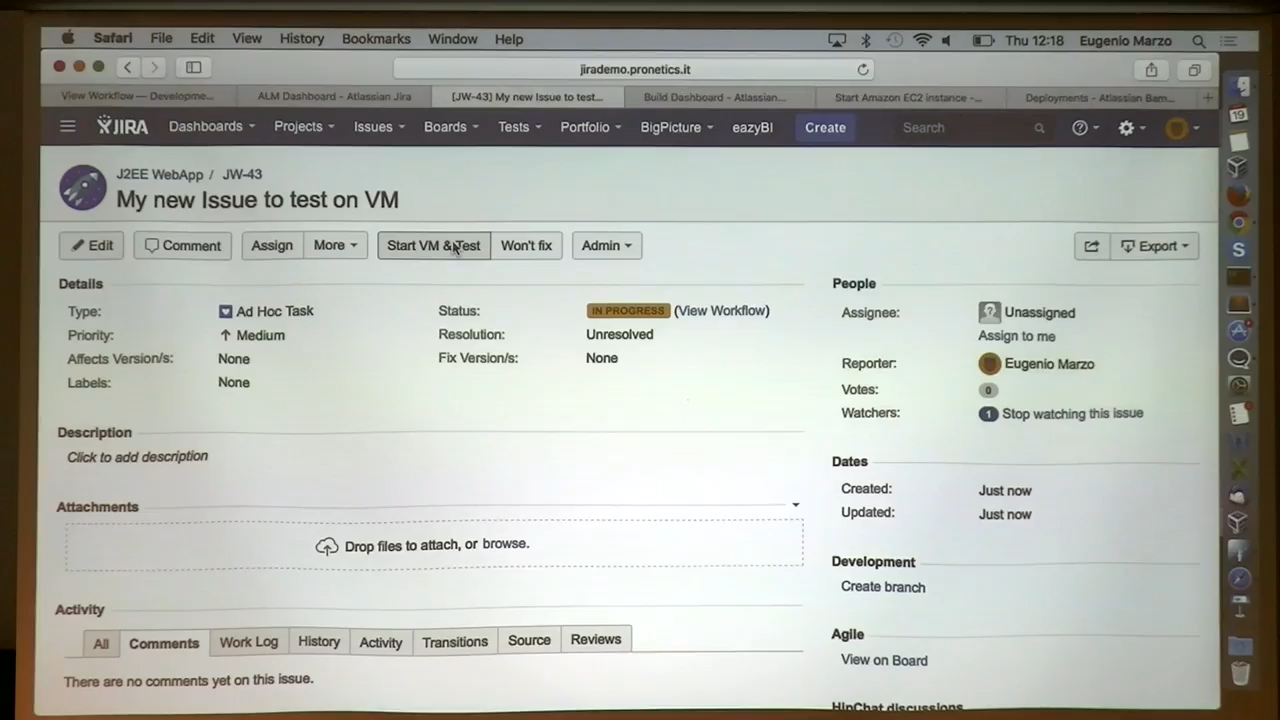 Safari File Edit View History Bookmarks Window Help Thu 12:18 Eugenio Marzo
jirademo.pronetics.it
View Workflow — Developme... ALM Dashboard - Atlassian Jira [JW-43] My new Issue to test... Build Dashboard - Atlassian... Start Amazon EC2 instance -... Deployments - Atlassian Bam...
JIRA Dashboards Projects Issues Boards Tests Portfolio BigPicture eazyBI Create Search
J2EE WebApp / JW-43
My new Issue to test on VM
Edit Comment Assign More Start VM & Test Won't fix Admin Export
Details
Type: Ad Hoc Task
Priority: Medium
Affects Version/s: None
Labels: None
Status: IN PROGRESS (View Workflow)
Resolution: Unresolved
Fix Version/s: None
Description
Click to add description
Attachments
Drop files to attach, or browse.
Activity
All Comments Work Log History Activity Transitions Source Reviews
There are no comments yet on this issue.
People
Assignee: Unassigned
Assign to me
Reporter: Eugenio Marzo
Votes: 0
Watchers: 1 Stop watching this issue
Dates
Created: Just now
Updated: Just now
Development
Create branch
Agile
View on Board
HipChat discussions
19
S